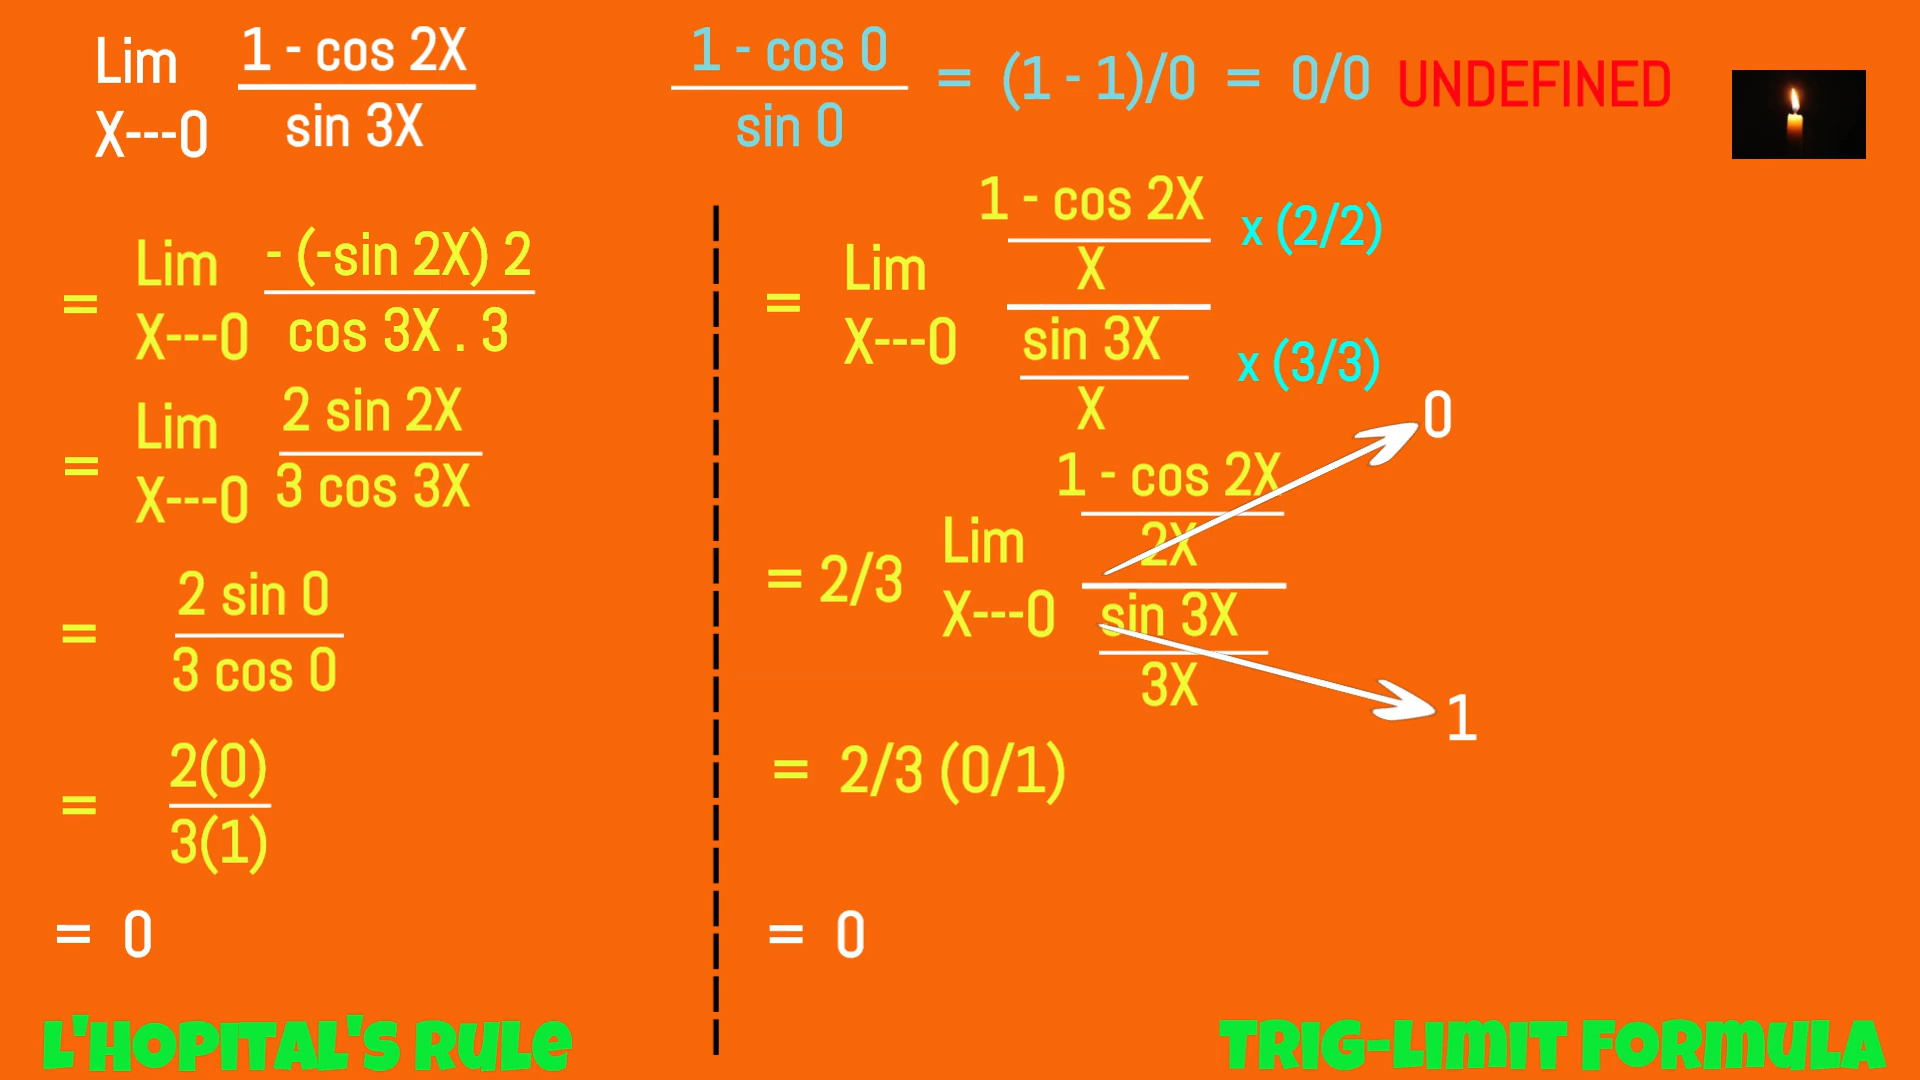 Lim 1 - cos 2X
X---0 sin 3X
1 - cos 0
sin 0
= (1 - 1)/0 = 0/0 UNDEFINED
= Lim - (-sin 2X) 2
X---0 cos 3X . 3
= Lim 2 sin 2X
X---0 3 cos 3X
= 2 sin 0
3 cos 0
= 2(0)
3(1)
= 0
L'HOPITAL'S RULE
1 - cos 2X x (2/2)
= Lim X
X---0 sin 3X x (3/3)
X
0
1 - cos 2X
= 2/3 Lim 2X
X---0 sin 3X
3X
1
= 2/3 (0/1)
= 0
TRIG-LIMIT FORMULA